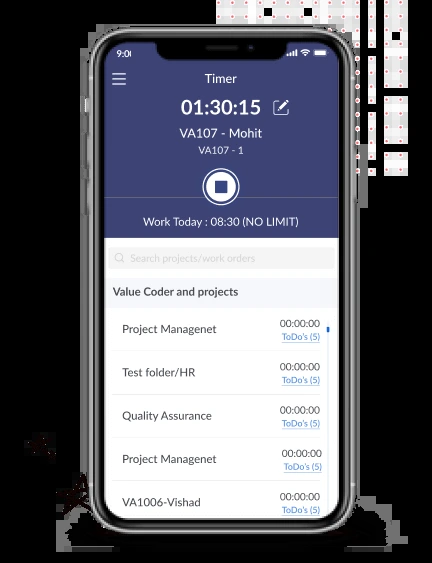 9:0
Timer
01:30:15
VA107 - Mohit
VA107 - 1
Work Today : 08:30 (NO LIMIT)
Search projects/work orders
Value Coder and projects
Project Managenet 00:00:00
ToDo's (5)
Test folder/HR 00:00:00
ToDo's (5)
Quality Assurance 00:00:00
ToDo's (5)
Project Managenet 00:00:00
ToDo's (5)
VA1006-Vishad 00:00:00
ToDo's (5)